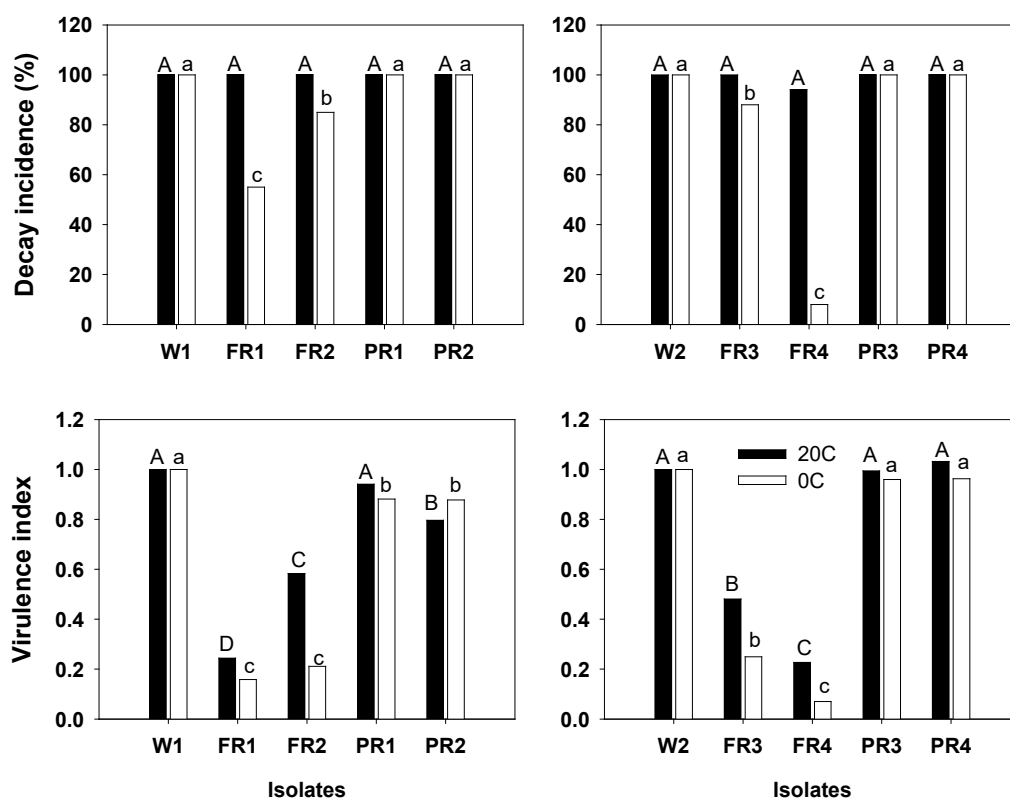 Decay incidence (%)
120
100
80
60
40
20
0
A a A c A b A a A a
W1 FR1 FR2 PR1 PR2
120
100
80
60
40
20
0
A a A b A c A a A a
W2 FR3 FR4 PR3 PR4
Virulence index
1.2
1.0
0.8
0.6
0.4
0.2
0.0
A a D c C c A b B b
W1 FR1 FR2 PR1 PR2
Isolates
1.2
1.0
0.8
0.6
0.4
0.2
0.0
20C
0C
A a B b C c A a A a
W2 FR3 FR4 PR3 PR4
Isolates